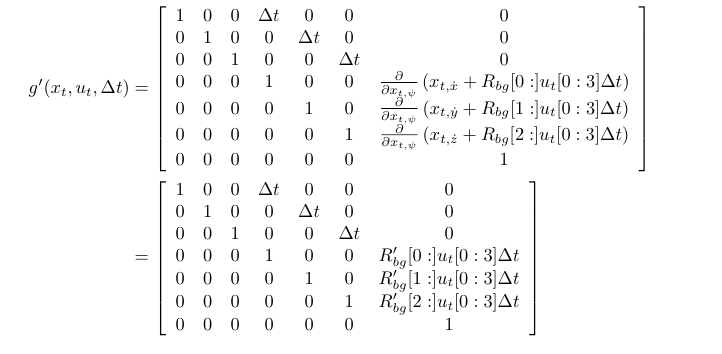 1 0 0 Δt 0 0 0
0 1 0 0 Δt 0 0
0 0 1 0 0 Δt 0
g′(x_t, u_t, Δt) = 0 0 0 1 0 0 ∂/∂x_{t,ψ} (x_{t,ẋ} + R_{bg}[0 :]u_t[0 : 3]Δt)
0 0 0 0 1 0 ∂/∂x_{t,ψ} (x_{t,ẏ} + R_{bg}[1 :]u_t[0 : 3]Δt)
0 0 0 0 0 1 ∂/∂x_{t,ψ} (x_{t,ż} + R_{bg}[2 :]u_t[0 : 3]Δt)
0 0 0 0 0 0 1
1 0 0 Δt 0 0 0
0 1 0 0 Δt 0 0
0 0 1 0 0 Δt 0
= 0 0 0 1 0 0 R′_{bg}[0 :]u_t[0 : 3]Δt
0 0 0 0 1 0 R′_{bg}[1 :]u_t[0 : 3]Δt
0 0 0 0 0 1 R′_{bg}[2 :]u_t[0 : 3]Δt
0 0 0 0 0 0 1